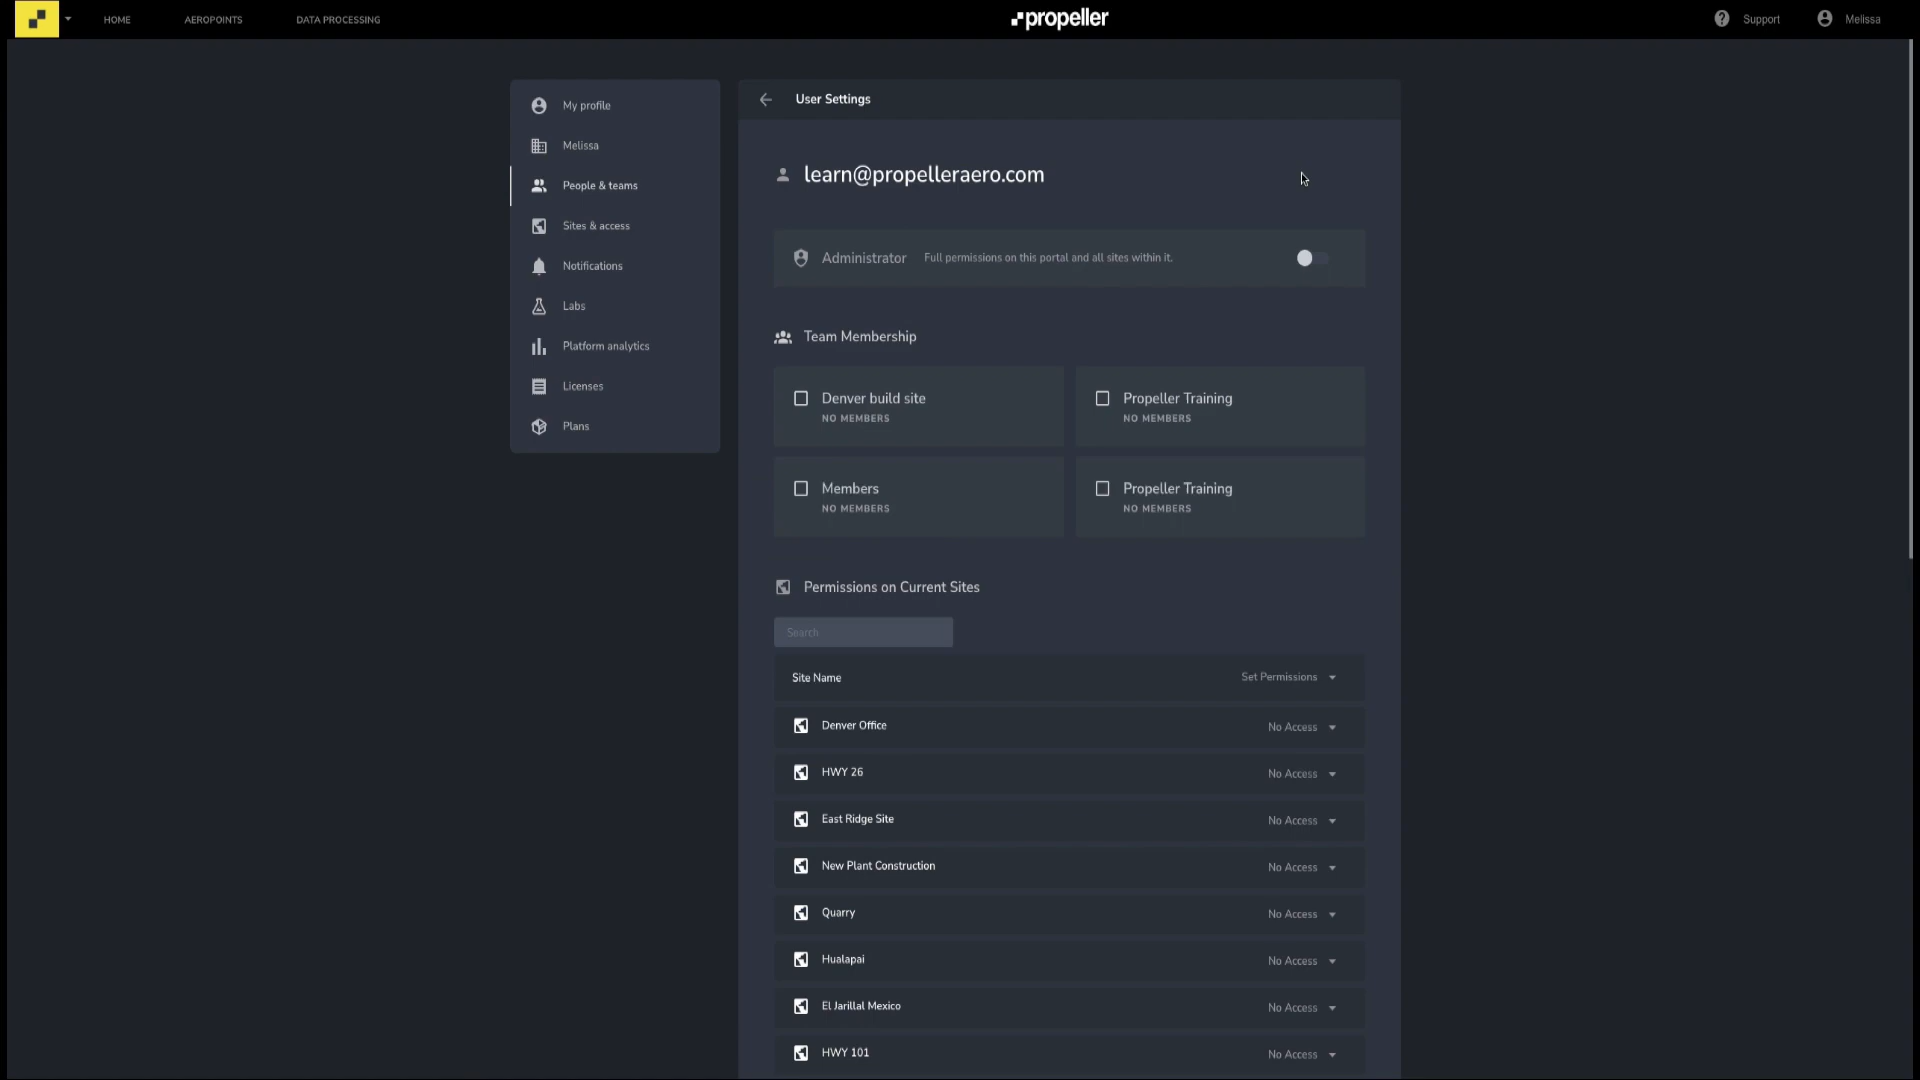 HOME
AEROPOINTS
DATA PROCESSING
propeller
Support
Melissa
My profile
Melissa
People & teams
Sites & access
Notifications
Labs
Platform analytics
Licenses
Plans
User Settings
learn@propelleraero.com
Administrator Full permissions on this portal and all sites within it.
Team Membership
Denver build site
NO MEMBERS
Propeller Training
NO MEMBERS
Members
NO MEMBERS
Propeller Training
NO MEMBERS
Permissions on Current Sites
Search
Site Name Set Permissions
Denver Office No Access
HWY 26 No Access
East Ridge Site No Access
New Plant Construction No Access
Quarry No Access
Hualapai No Access
El Jarillal Mexico No Access
HWY 101 No Access